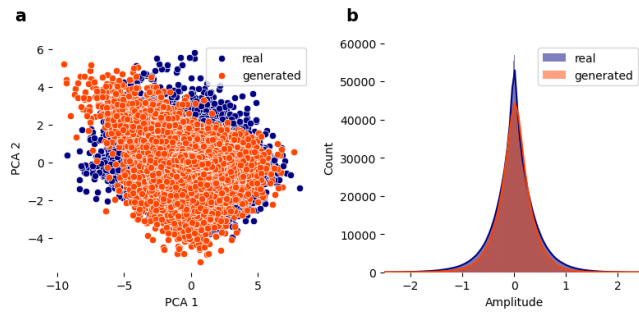 a
real
generated
6
4
2
0
−2
−4
PCA 2
−10
−5
0
5
PCA 1
b
real
generated
60000
50000
40000
30000
20000
10000
0
Count
−2
−1
0
1
2
Amplitude